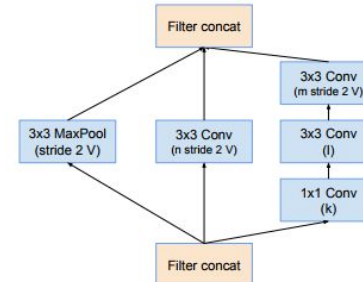 Filter concat
3x3 Conv
(m stride 2 V)
3x3 MaxPool
(stride 2 V)
3x3 Conv
(n stride 2 V)
3x3 Conv
(l)
1x1 Conv
(k)
Filter concat